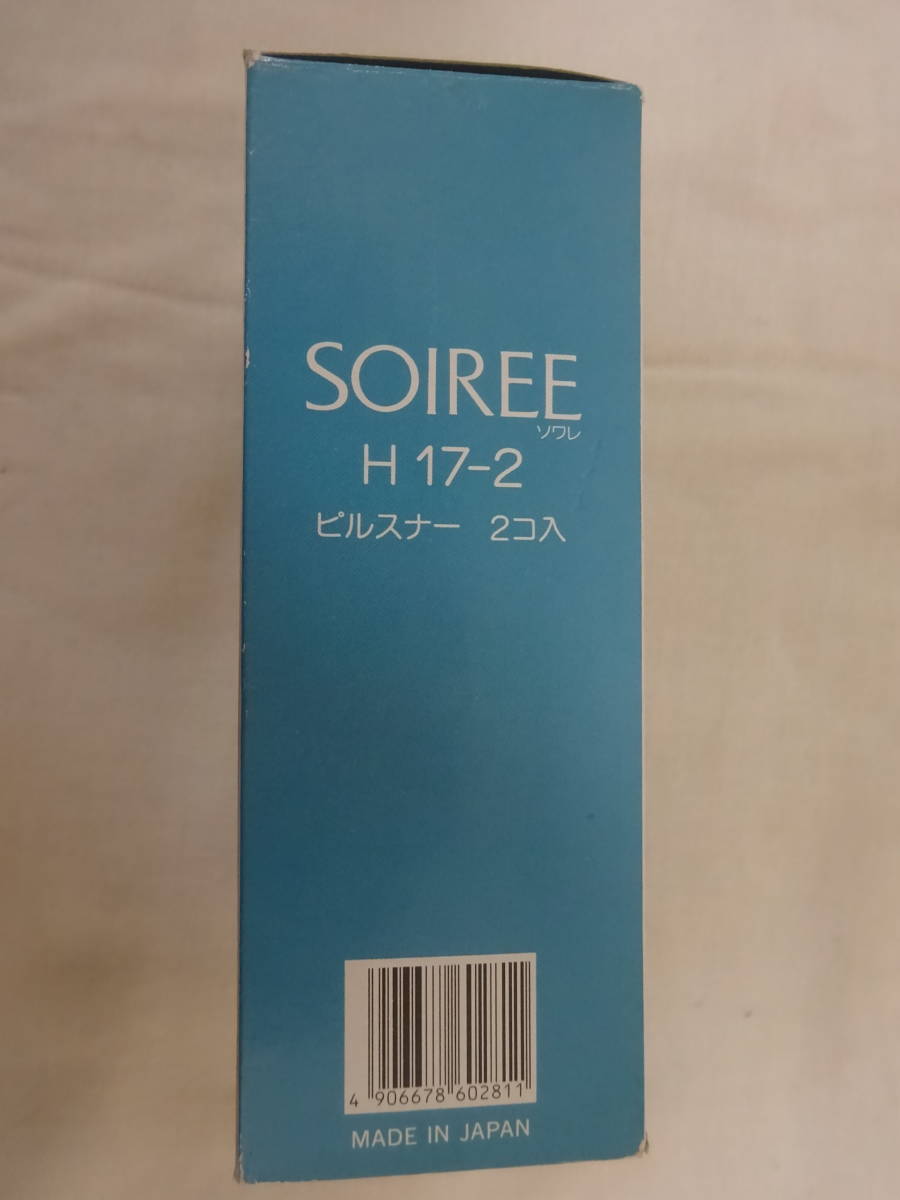 SOIREE
ソワレ
H 17-2
ピルスナー 2コ入
4 906678 602811
MADE IN JAPAN